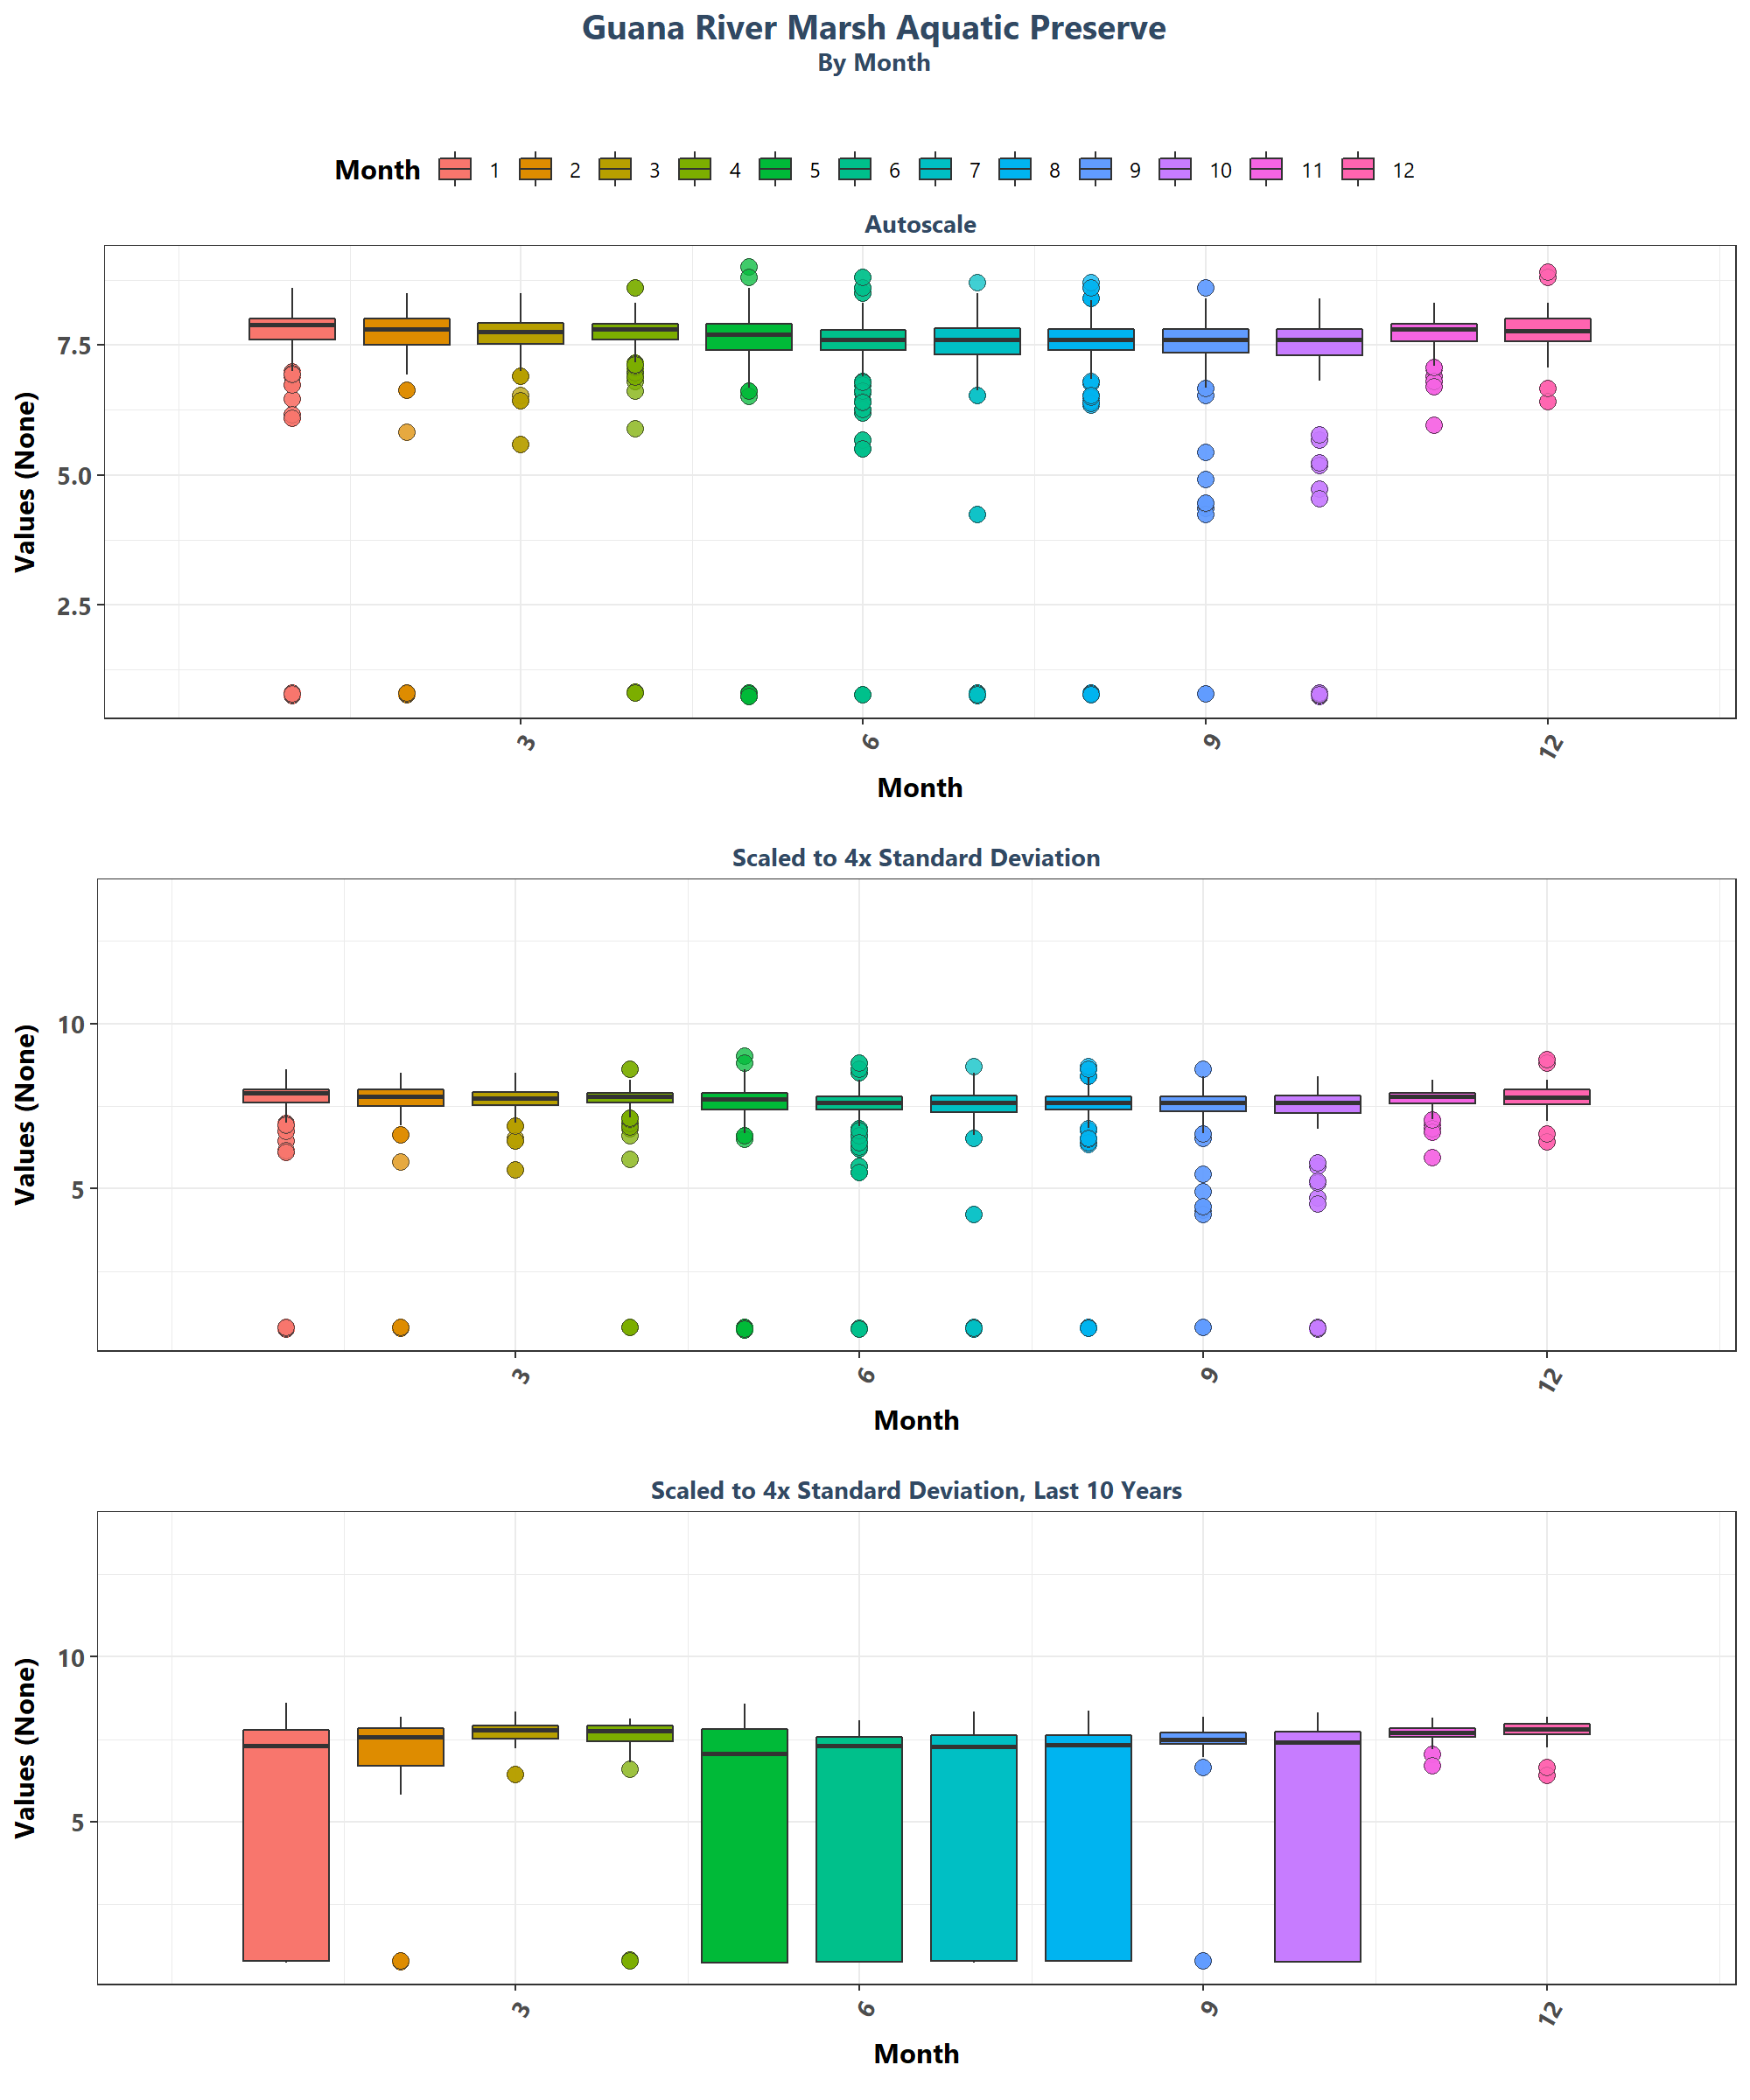 Guana River Marsh Aquatic Preserve
By Month
Month 1 2 3 4 5 6 7 8 9 10 11 12
Autoscale
Values (None)
7.5
5.0
2.5
3 6 9 12
Month
Scaled to 4x Standard Deviation
Values (None)
10
5
3 6 9 12
Month
Scaled to 4x Standard Deviation, Last 10 Years
Values (None)
10
5
3 6 9 12
Month